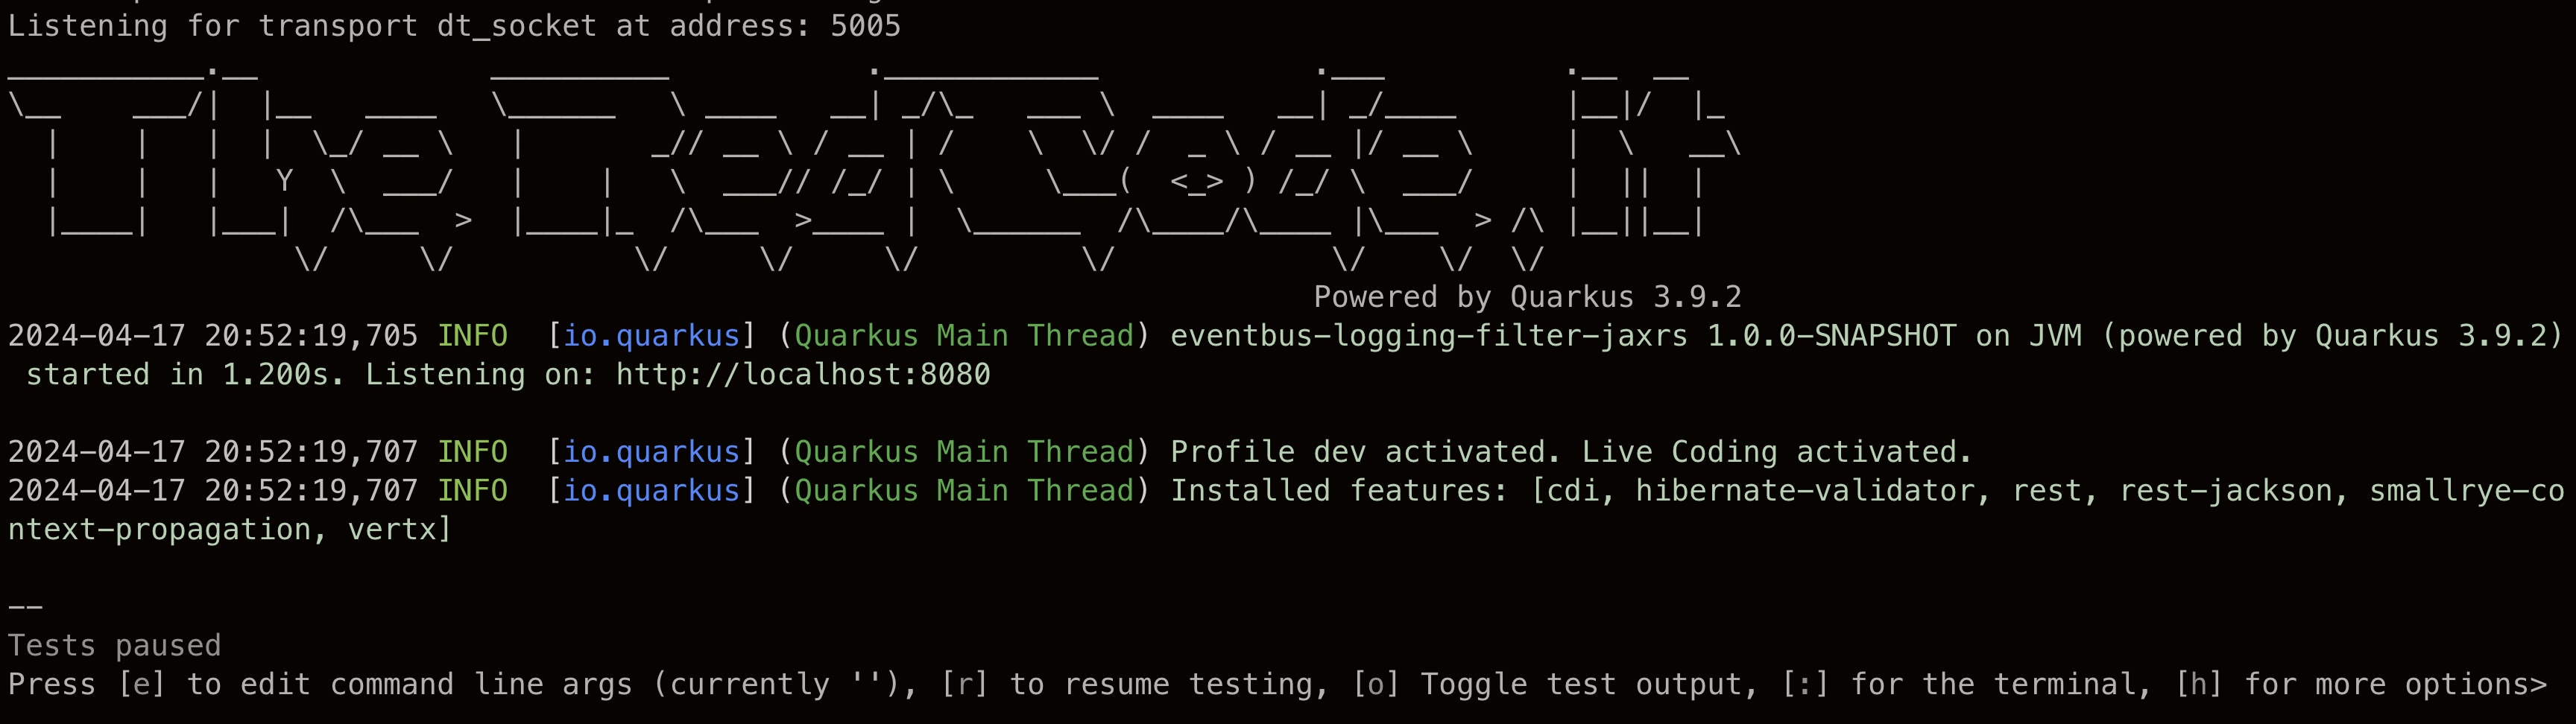 Listening for transport dt_socket at address: 5005
TheRedCode.it
Powered by Quarkus 3.9.2
2024-04-17 20:52:19,705 INFO  [io.quarkus] (Quarkus Main Thread) eventbus-logging-filter-jaxrs 1.0.0-SNAPSHOT on JVM (powered by Quarkus 3.9.2)
 started in 1.200s. Listening on: http://localhost:8080
2024-04-17 20:52:19,707 INFO  [io.quarkus] (Quarkus Main Thread) Profile dev activated. Live Coding activated.
2024-04-17 20:52:19,707 INFO  [io.quarkus] (Quarkus Main Thread) Installed features: [cdi, hibernate-validator, rest, rest-jackson, smallrye-co
ntext-propagation, vertx]
--
Tests paused
Press [e] to edit command line args (currently ''), [r] to resume testing, [o] Toggle test output, [:] for the terminal, [h] for more options>